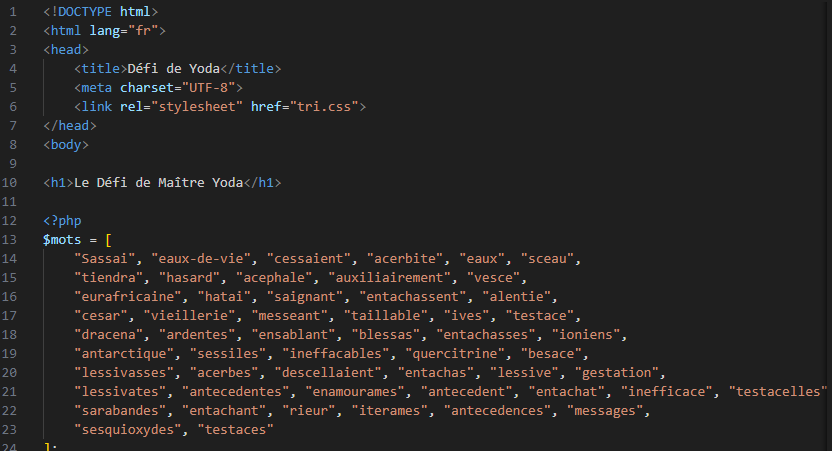 1 <!DOCTYPE html>
2 <html lang="fr">
3 <head>
4     <title>Défi de Yoda</title>
5     <meta charset="UTF-8">
6     <link rel="stylesheet" href="tri.css">
7 </head>
8 <body>
9
10 <h1>Le Défi de Maître Yoda</h1>
11
12 <?php
13 $mots = [
14     "Sassai", "eaux-de-vie", "cessaient", "acerbite", "eaux", "sceau",
15     "tiendra", "hasard", "acephale", "auxiliairement", "vesce",
16     "eurafricaine", "hatai", "saignant", "entachassent", "alentie",
17     "cesar", "vieillerie", "messeant", "taillable", "ives", "testace",
18     "dracena", "ardentes", "ensablant", "blessas", "entachasses", "ioniens",
19     "antarctique", "sessiles", "ineffacables", "quercitrine", "besace",
20     "lessivasses", "acerbes", "descellaient", "entachas", "lessive", "gestation",
21     "lessivates", "antecedentes", "enamourames", "antecedent", "entachat", "inefficace", "testacelles"
22     "sarabandes", "entachant", "rieur", "iterames", "antecedences", "messages",
23     "sesquioxydes", "testaces"
24 ];